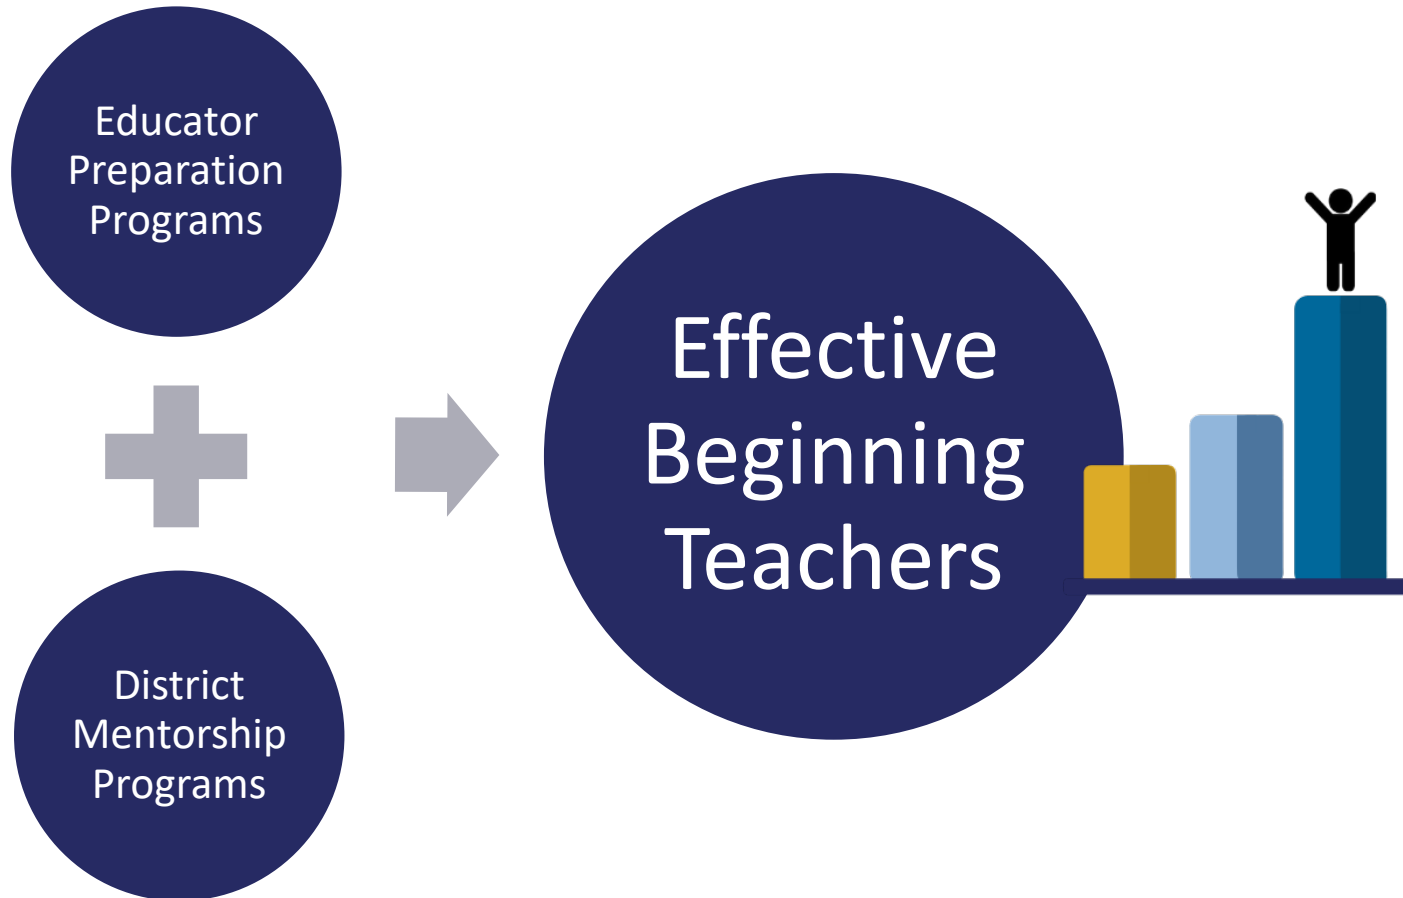 Educator
Preparation
Programs
District
Mentorship
Programs
Effective
Beginning
Teachers